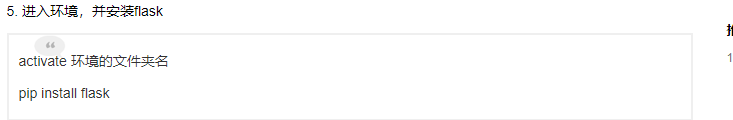 5. 进入环境，并安装flask
activate 环境的文件夹名
pip install flask
1